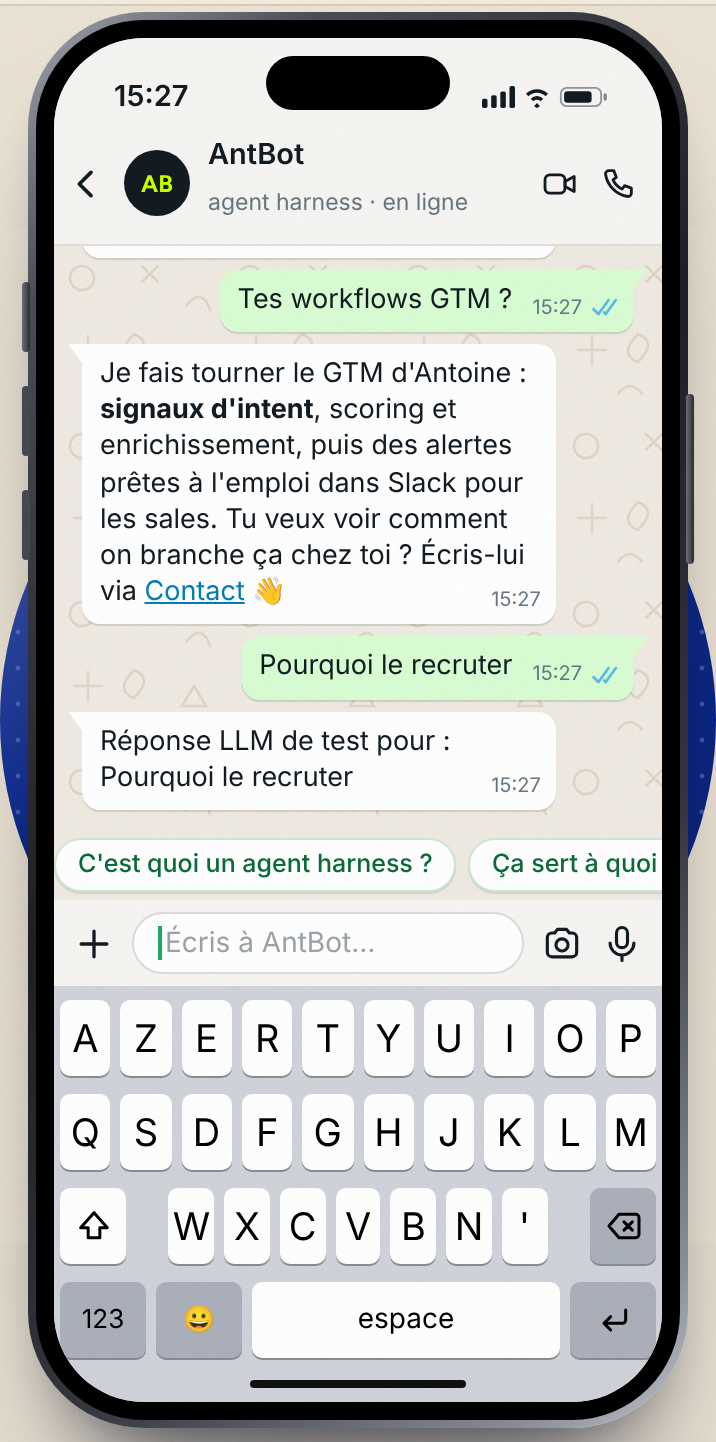 15:27
AB
AntBot
agent harness · en ligne
Tes workflows GTM ? 15:27
Je fais tourner le GTM d'Antoine :
signaux d'intent, scoring et
enrichissement, puis des alertes
prêtes à l'emploi dans Slack pour
les sales. Tu veux voir comment
on branche ça chez toi ? Écris-lui
via Contact 👋 15:27
Pourquoi le recruter 15:27
Réponse LLM de test pour :
Pourquoi le recruter 15:27
C'est quoi un agent harness ? Ça sert à quoi
Écris à AntBot...
A Z E R T Y U I O P
Q S D F G H J K L M
W X C V B N '
123 😀 espace